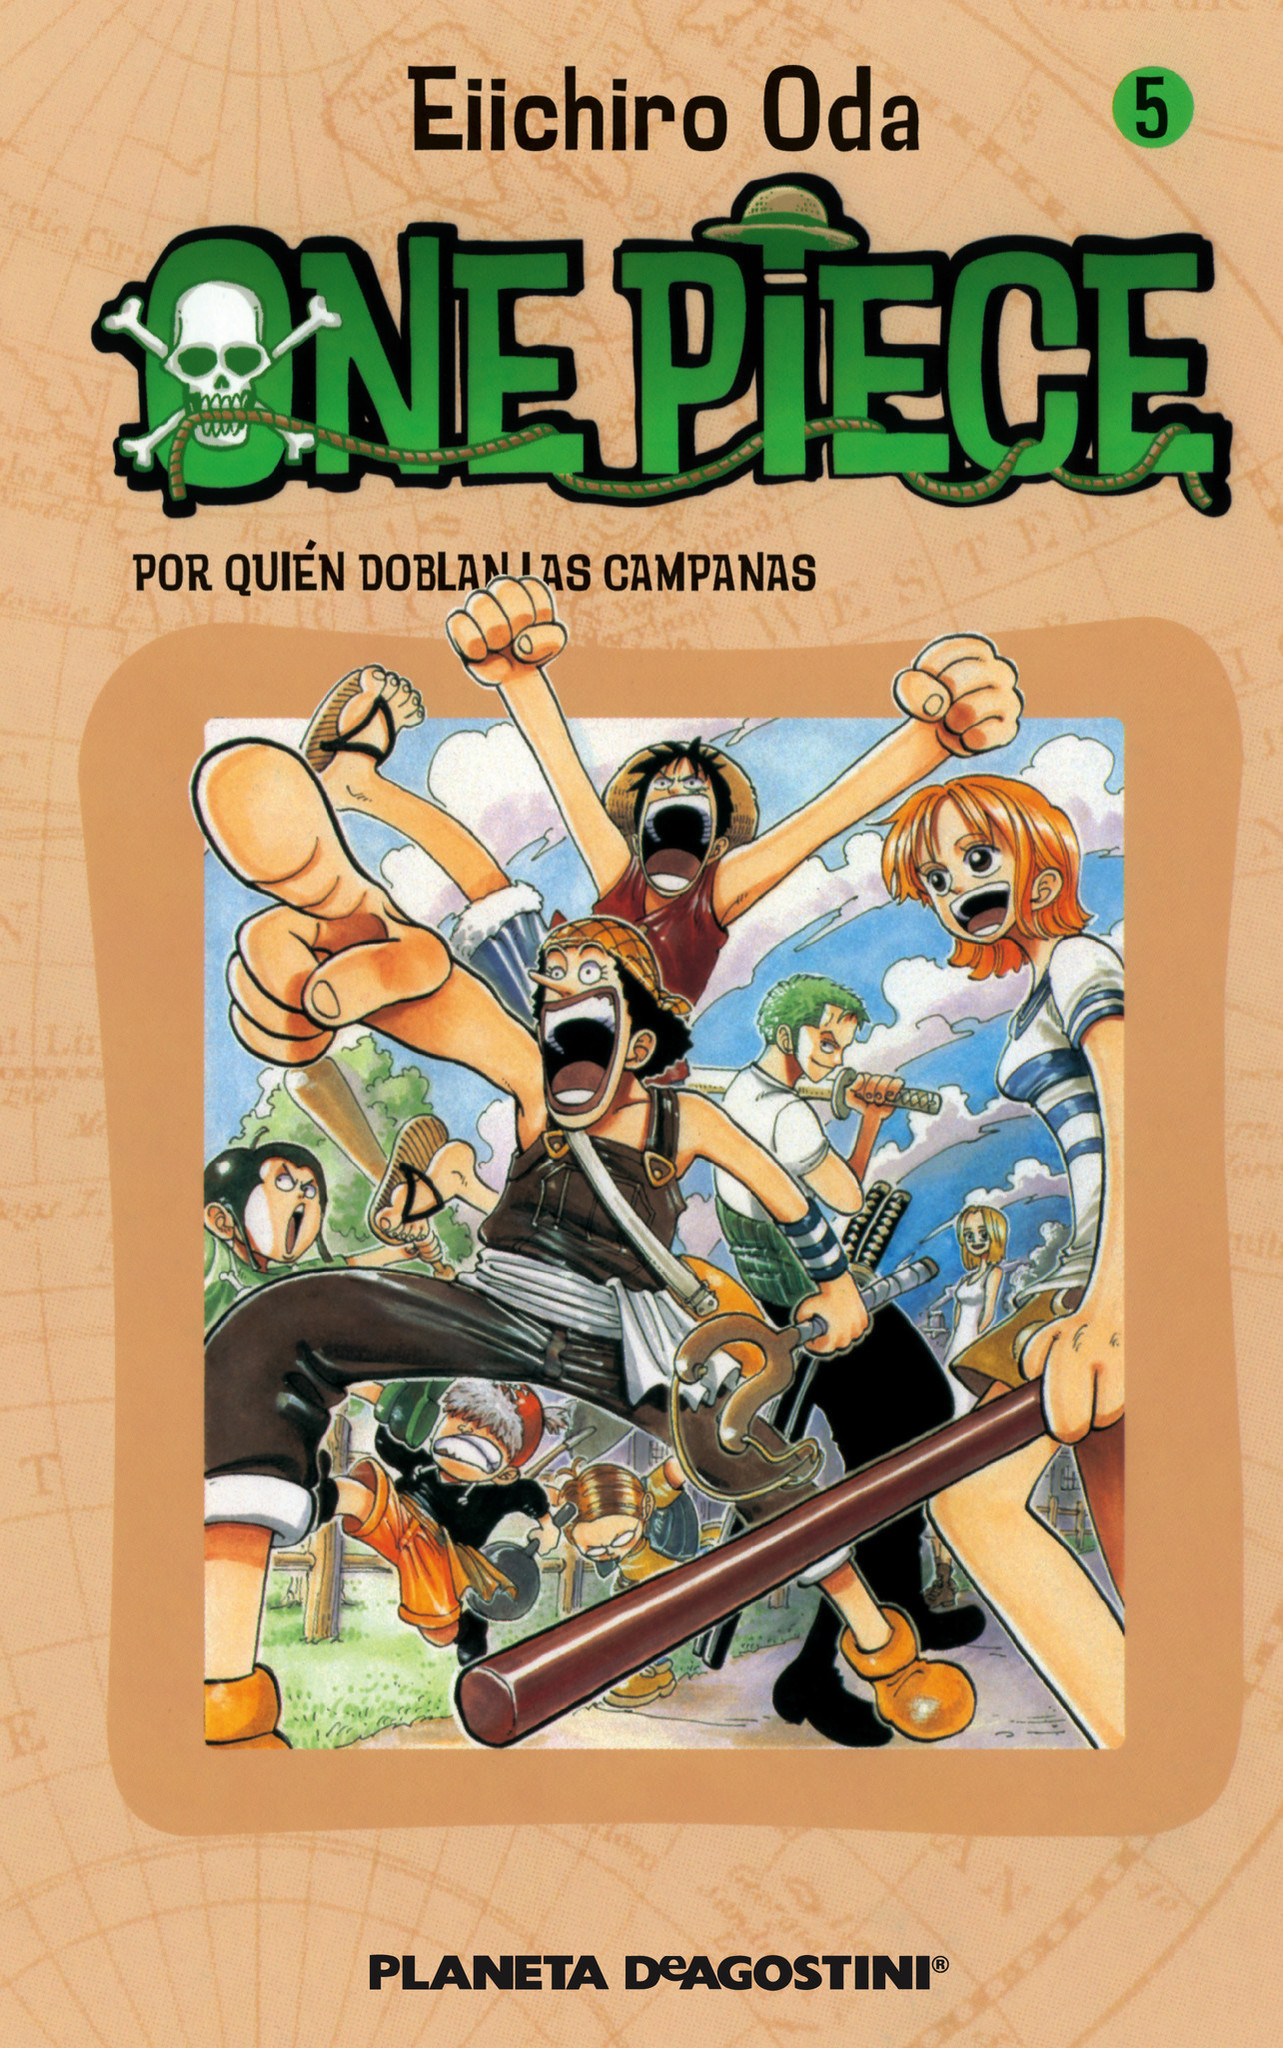 Eiichiro Oda
5
ONE PIECE
POR QUIÉN DOBLAN LAS CAMPANAS
PLANETA DeAGOSTINI®